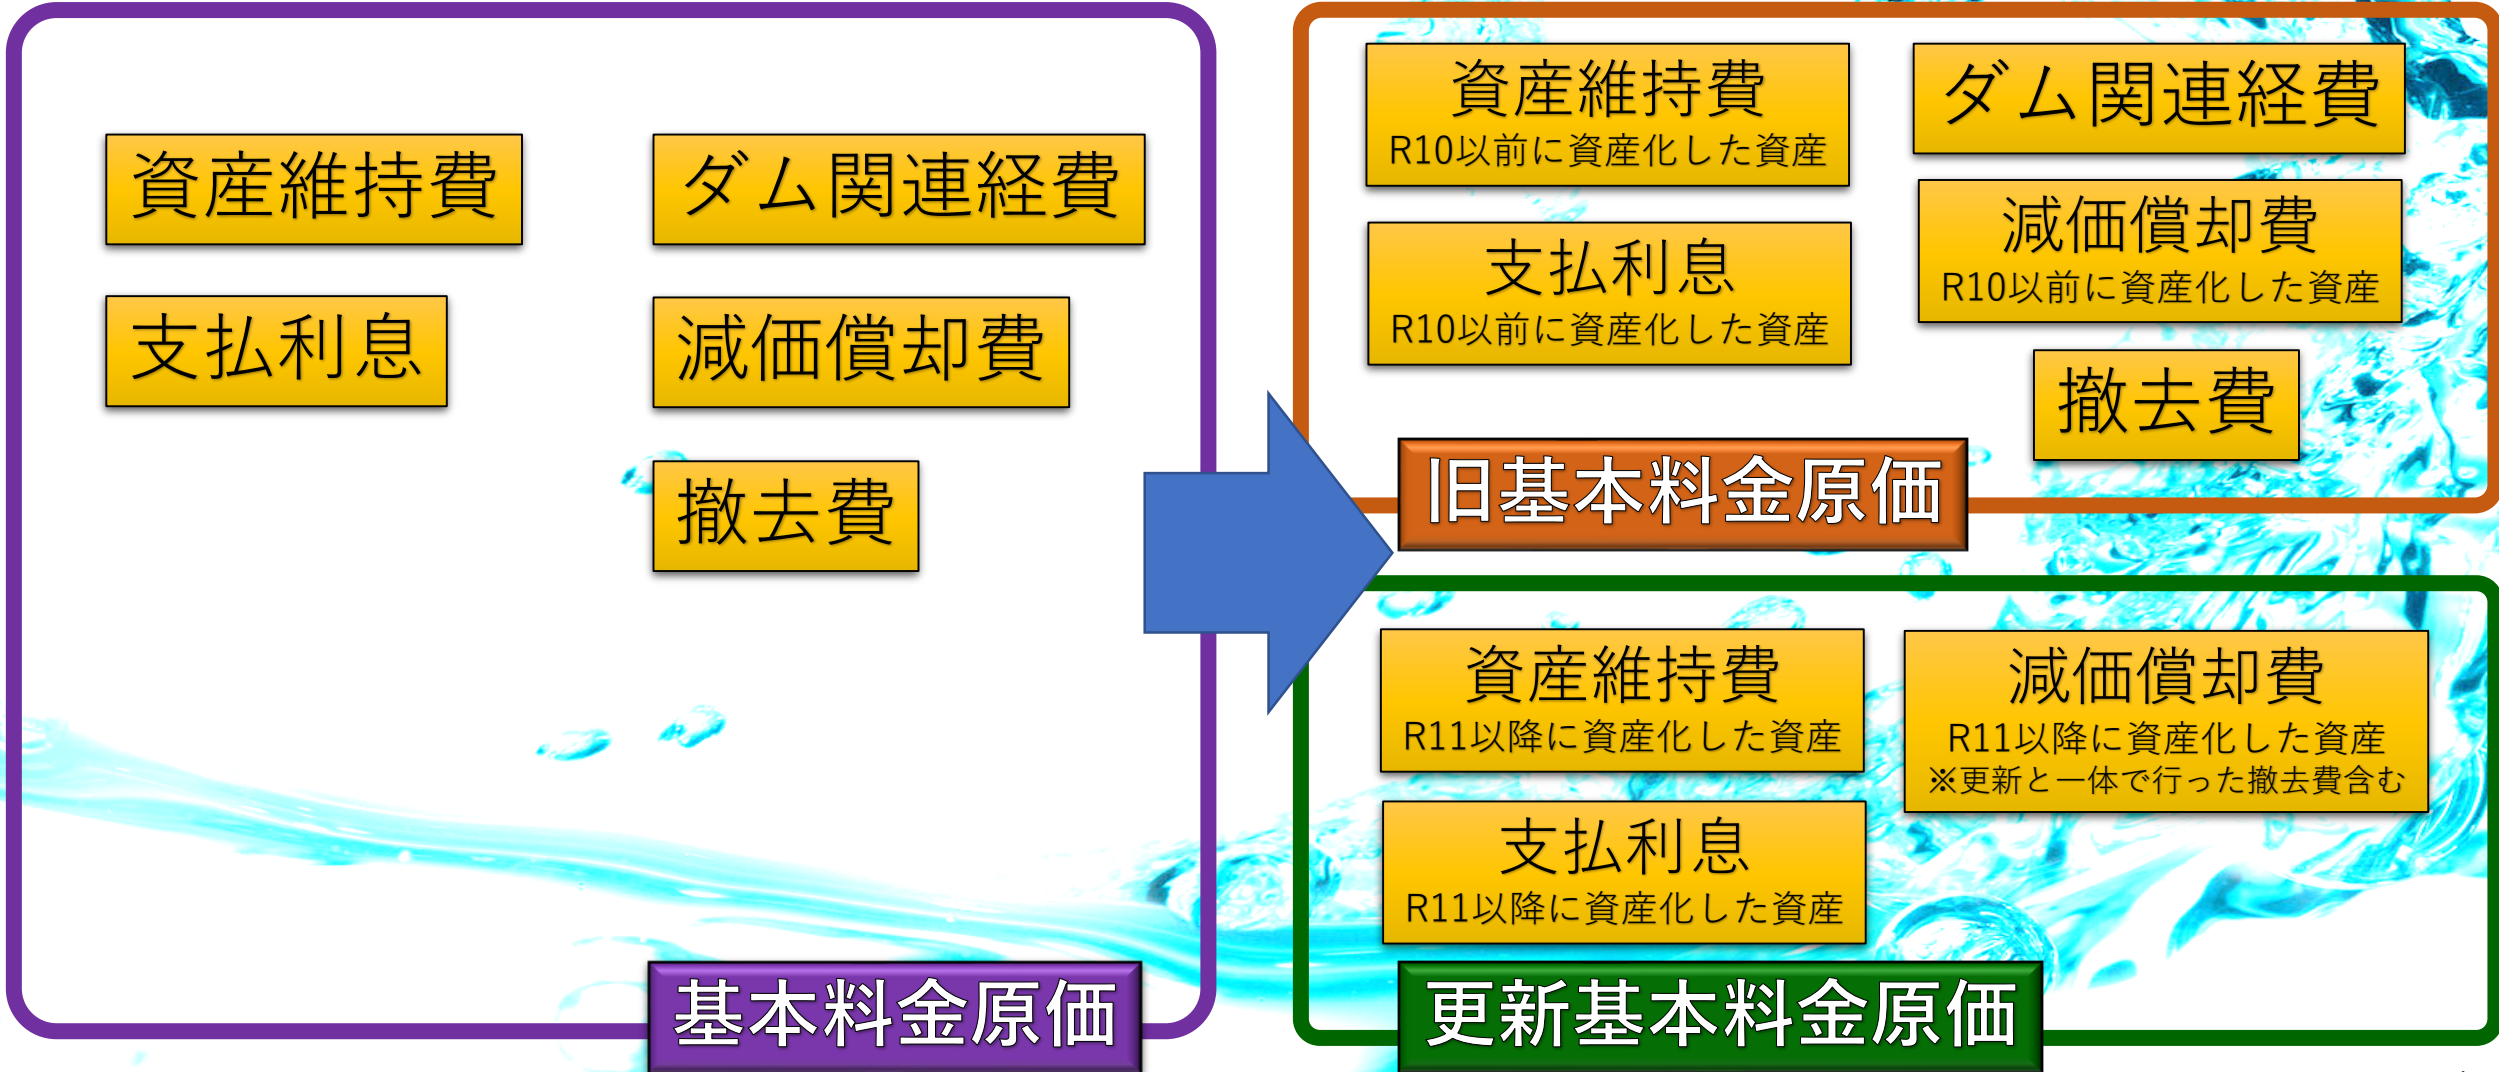 資産維持費
ダム関連経費
支払利息
減価償却費
撤去費
基本料金原価
資産維持費
R10以前に資産化した資産
ダム関連経費
支払利息
R10以前に資産化した資産
減価償却費
R10以前に資産化した資産
撤去費
旧基本料金原価
資産維持費
R11以降に資産化した資産
減価償却費
R11以降に資産化した資産
※更新と一体で行った撤去費含む
支払利息
R11以降に資産化した資産
更新基本料金原価